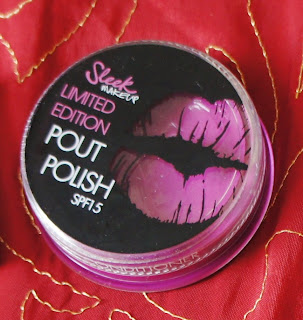 Sleek
MAKEUP
LIMITED
EDITION
POUT
POLISH
SPF15